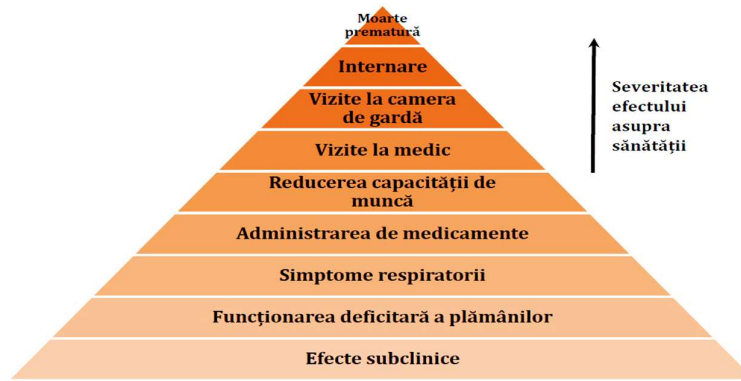 Moarte
prematură
Internare
Vizite la camera
de gardă
Vizite la medic
Reducerea capacității de
muncă
Administrarea de medicamente
Simptome respiratorii
Funcționarea deficitară a plămânilor
Efecte subclinice
Severitatea
efectului
asupra
sănătății